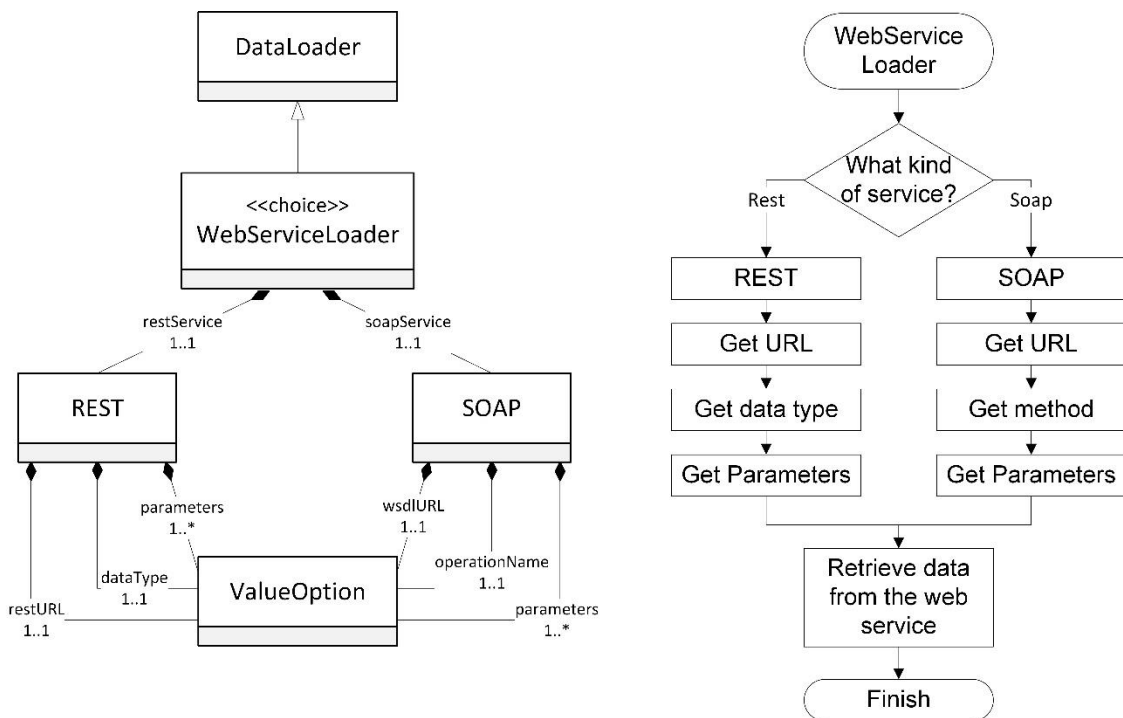 DataLoader
<<choice>>
WebServiceLoader
restService
1..1
soapService
1..1
REST
SOAP
parameters
1..*
wsdlURL
1..1
dataType
1..1
operationName
1..1
restURL
1..1
ValueOption
parameters
1..*
WebService
Loader
What kind
of service?
Rest
Soap
REST
SOAP
Get URL
Get URL
Get data type
Get method
Get Parameters
Get Parameters
Retrieve data
from the web
service
Finish